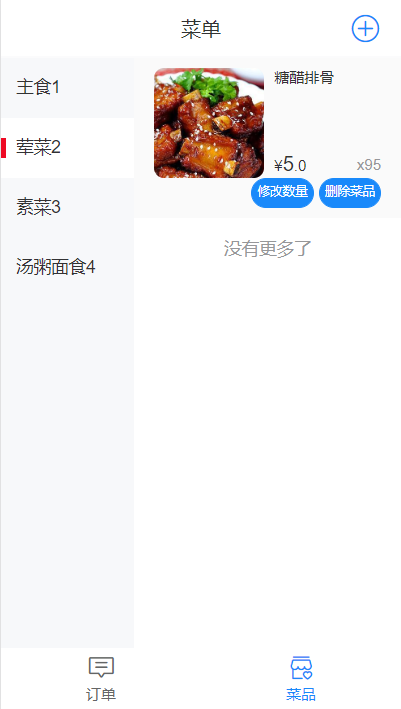 菜单
主食1
荤菜2
素菜3
汤粥面食4
糖醋排骨
¥5.0 x95
修改数量 删除菜品
没有更多了
订单 菜品